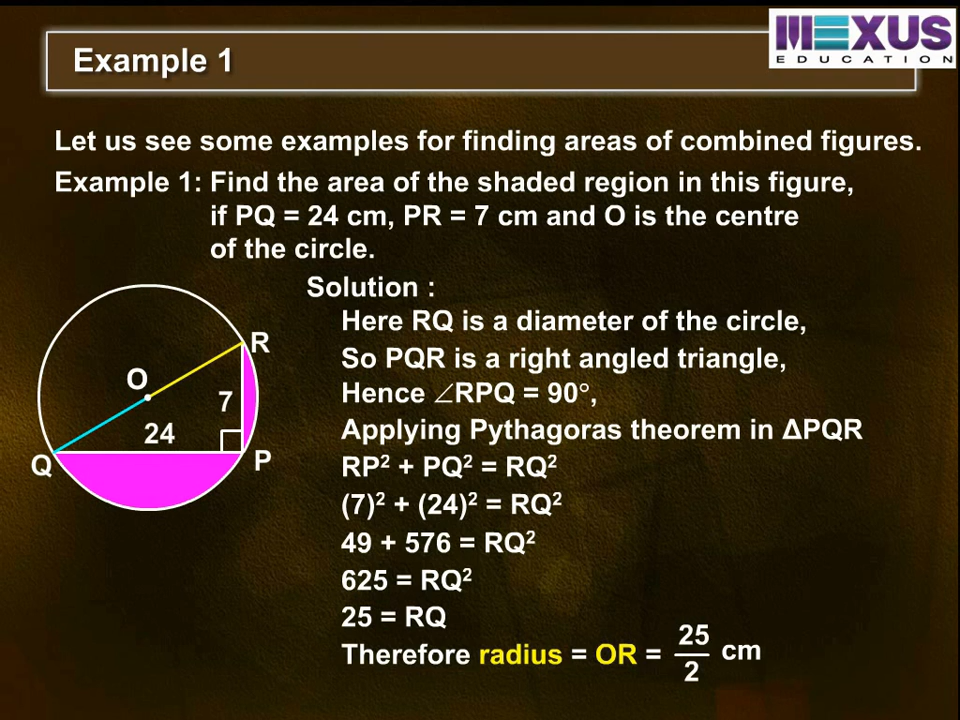 MEXUS
EDUCATION
Example 1
Let us see some examples for finding areas of combined figures.
Example 1: Find the area of the shaded region in this figure,
if PQ = 24 cm, PR = 7 cm and O is the centre
of the circle.
Solution :
Here RQ is a diameter of the circle,
So PQR is a right angled triangle,
Hence ∠RPQ = 90°,
Applying Pythagoras theorem in ΔPQR
RP² + PQ² = RQ²
(7)² + (24)² = RQ²
49 + 576 = RQ²
625 = RQ²
25 = RQ
Therefore radius = OR = 25/2 cm
R
O
7
24
Q
P